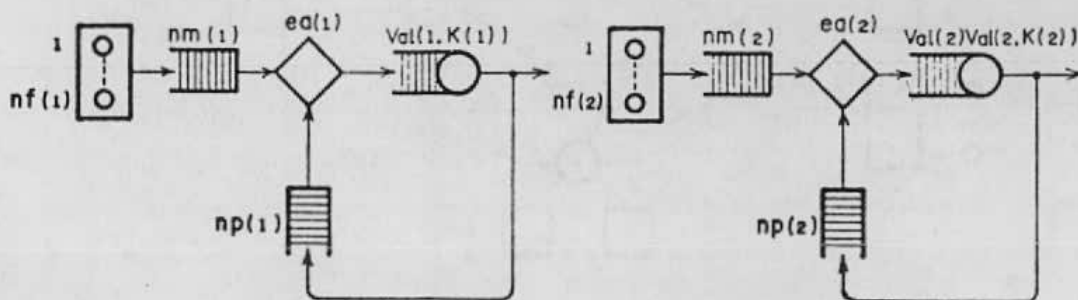 1
nf(1)
nm(1)
ea(1)
Val(1,K(1))
np(1)
1
nf(2)
nm(2)
ea(2)
Val(2)Val(2,K(2))
np(2)